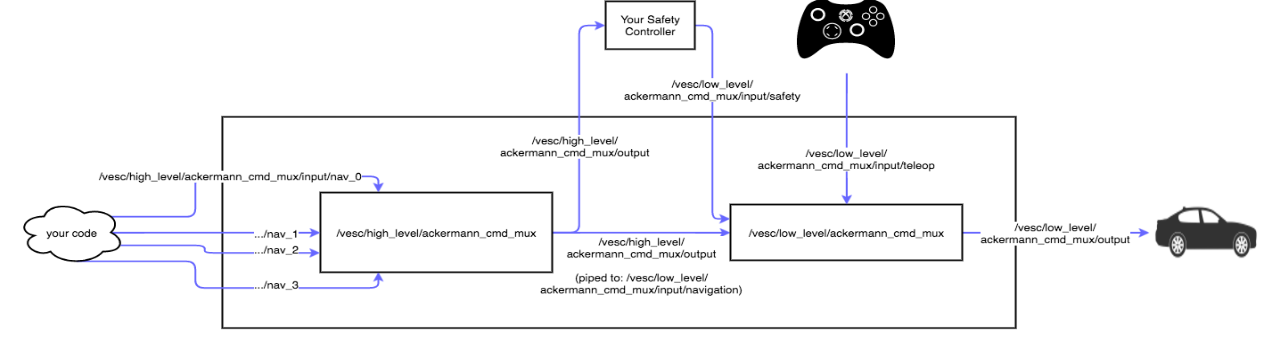 Your Safety
Controller
/vesc/low_level/
ackermann_cmd_mux/input/safety
/vesc/high_level/
ackermann_cmd_mux/output
/vesc/low_level/
ackermann_cmd_mux/input/teleop
/vesc/high_level/ackermann_cmd_mux/input/nav_0
your code
.../nav_1
.../nav_2
.../nav_3
/vesc/high_level/ackermann_cmd_mux
/vesc/high_level/
ackermann_cmd_mux/output
(piped to: /vesc/low_level/
ackermann_cmd_mux/input/navigation)
/vesc/low_level/ackermann_cmd_mux
/vesc/low_level/
ackermann_cmd_mux/output